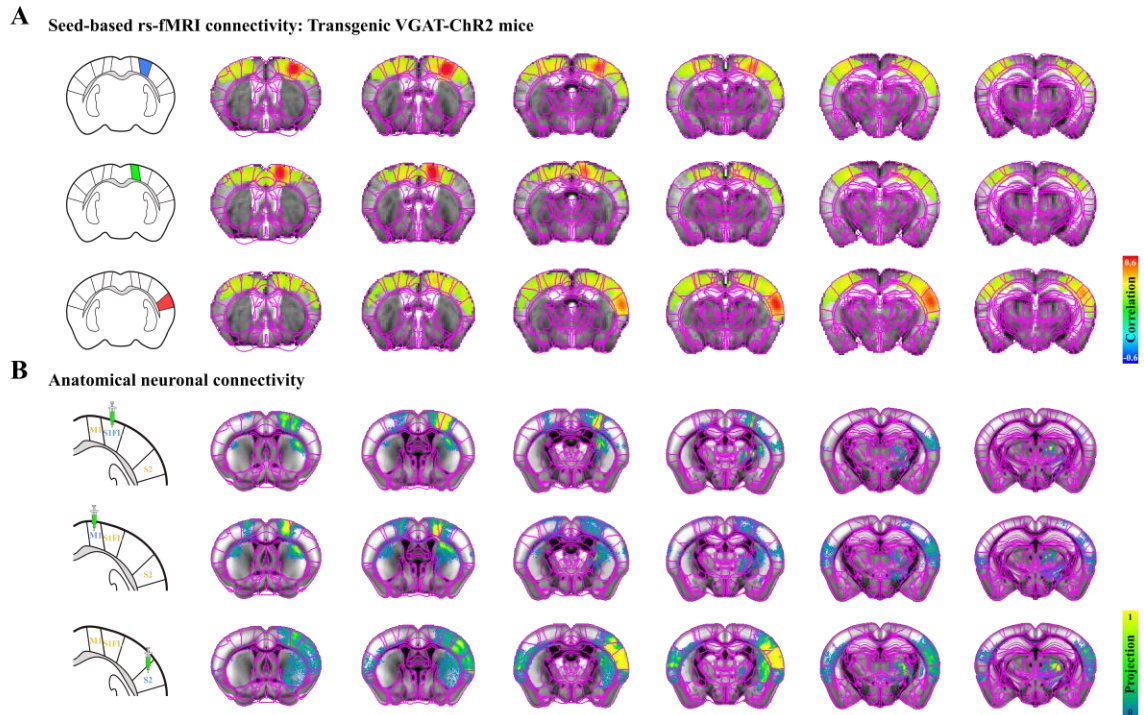 A
Seed-based rs-fMRI connectivity: Transgenic VGAT-ChR2 mice
0.6
Correlation
-0.6
B
Anatomical neuronal connectivity
M1
S1Fl
S2
M1
S1Fl
S2
M1
S1Fl
S2
1
Projection
0